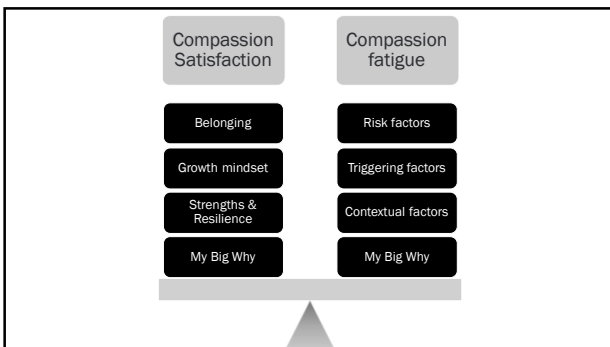 Compassion
Satisfaction
Belonging
Growth mindset
Strengths &
Resilience
My Big Why
Compassion
fatigue
Risk factors
Triggering factors
Contextual factors
My Big Why